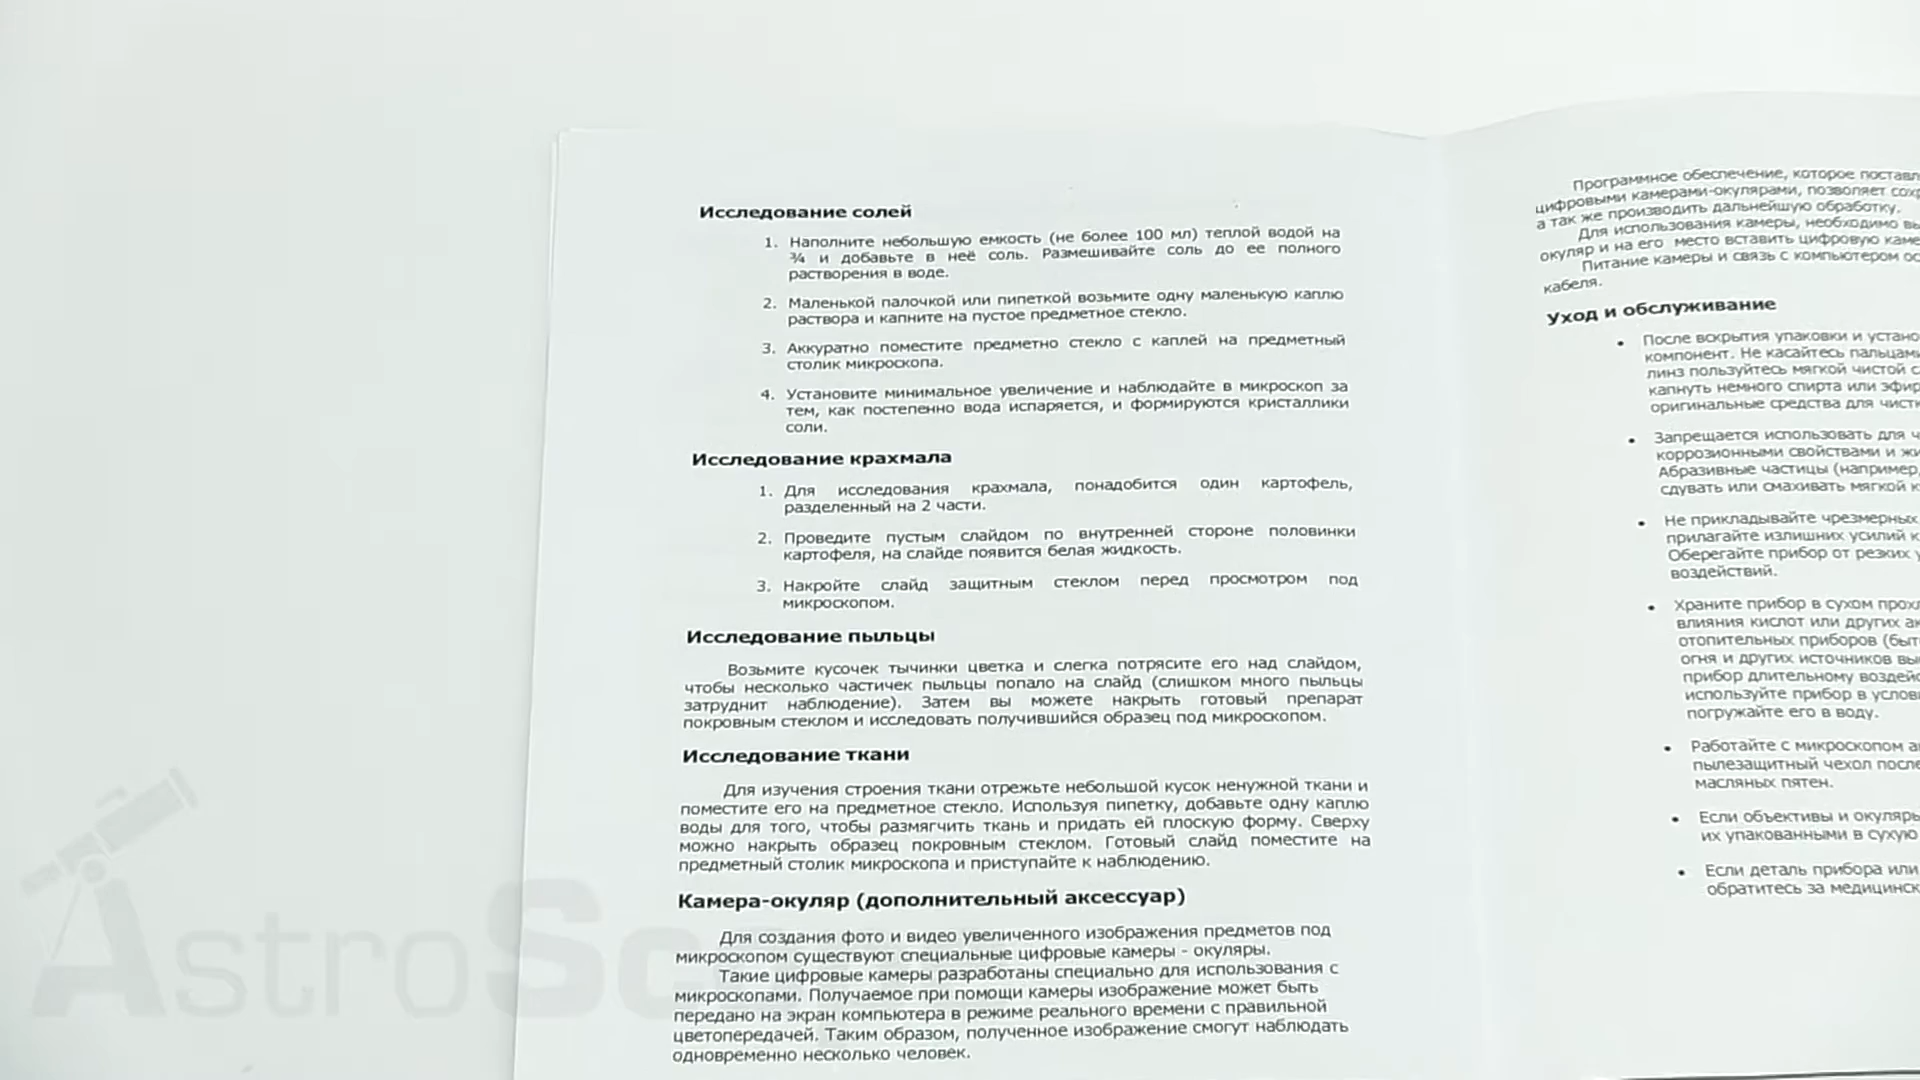 Исследование солей
1. Наполните небольшую емкость (не более 100 мл) теплой водой на
¾ и добавьте в неё соль. Размешивайте соль до ее полного
растворения в воде.
2. Маленькой палочкой или пипеткой возьмите одну маленькую каплю
раствора и капните на пустое предметное стекло.
3. Аккуратно поместите предметно стекло с каплей на предметный
столик микроскопа.
4. Установите минимальное увеличение и наблюдайте в микроскоп за
тем, как постепенно вода испаряется, и формируются кристаллики
соли.
Исследование крахмала
1. Для исследования крахмала, понадобится один картофель,
разделенный на 2 части.
2. Проведите пустым слайдом по внутренней стороне половинки
картофеля, на слайде появится белая жидкость.
3. Накройте слайд защитным стеклом перед просмотром под
микроскопом.
Исследование пыльцы
Возьмите кусочек тычинки цветка и слегка потрясите его над слайдом,
чтобы несколько частичек пыльцы попало на слайд (слишком много пыльцы
затруднит наблюдение). Затем вы можете накрыть готовый препарат
покровным стеклом и исследовать получившийся образец под микроскопом.
Исследование ткани
Для изучения строения ткани отрежьте небольшой кусок ненужной ткани и
поместите его на предметное стекло. Используя пипетку, добавьте одну каплю
воды для того, чтобы размягчить ткань и придать ей плоскую форму. Сверху
можно накрыть образец покровным стеклом. Готовый слайд поместите на
предметный столик микроскопа и приступайте к наблюдению.
Камера-окуляр (дополнительный аксессуар)
Для создания фото и видео увеличенного изображения предметов под
микроскопом существуют специальные цифровые камеры - окуляры.
Такие цифровые камеры разработаны специально для использования с
микроскопами. Получаемое при помощи камеры изображение может быть
передано на экран компьютера в режиме реального времени с правильной
цветопередачей. Таким образом, полученное изображение смогут наблюдать
одновременно несколько человек.
Программное обеспечение, которое
цифровыми камерами-окулярами, позволяет
а так же производить дальнейшую обработку.
Для использования камеры, необходимо
окуляр и на его место вставить цифровую
Питание камеры и связь с компьютером
кабеля.
Уход и обслуживание
• После вскрытия упаковки и
компонент. Не касайтесь
линз пользуйтесь мягкой чистой
капнуть немного спирта или
оригинальные средства для
• Запрещается использовать для
коррозионными свойствами и
Абразивные частицы (например,
сдувать или смахивать мягкой
• Не прикладывайте чрезмерных
прилагайте излишних усилий
Оберегайте прибор от резких
воздействий.
• Храните прибор в сухом
влияния кислот или других
отопительных приборов
огня и других источников
прибор длительному
используйте прибор в
погружайте его в воду.
• Работайте с микроскопом
пылезащитный чехол
масляных пятен.
• Если объективы и окуляры
их упакованными в сухую
• Если деталь прибора или
обратитесь за
AstroSc